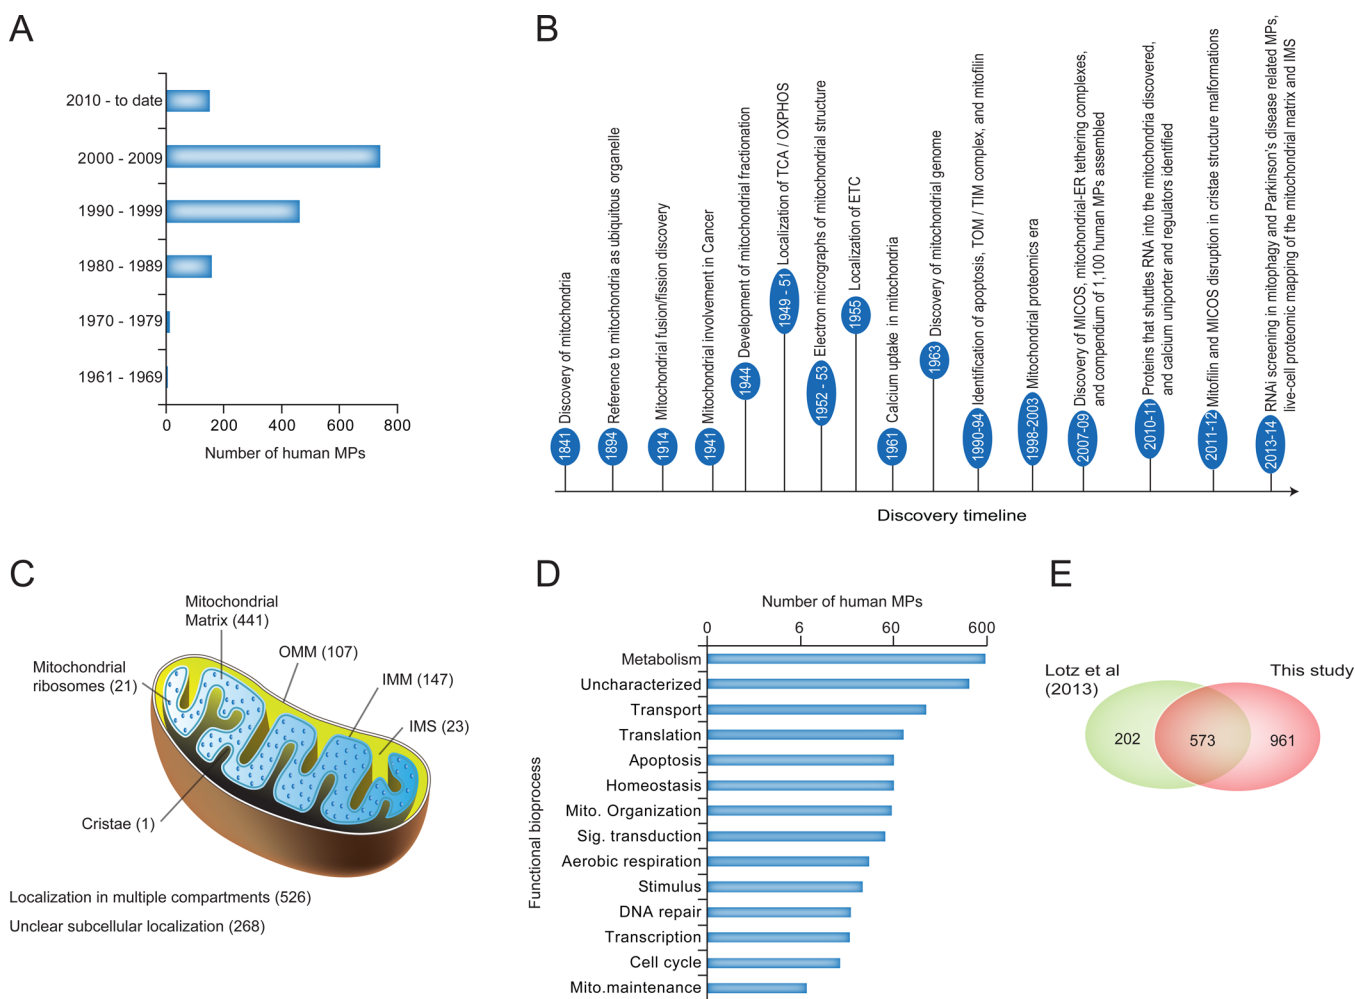 A
2010 - to date
2000 - 2009
1990 - 1999
1980 - 1989
1970 - 1979
1961 - 1969
0
200
400
600
800
Number of human MPs
B
1841 Discovery of mitochondria
1894 Reference to mitochondria as ubiquitous organelle
1914 Mitochondrial fusion/fission discovery
1941 Mitochondrial involvement in Cancer
1944 Development of mitochondrial fractionation
1949 - 51 Localization of TCA / OXPHOS
1952 - 53 Electron micrographs of mitochondrial structure
1955 Localization of ETC
1961 Calcium uptake in mitochondria
1963 Discovery of mitochondrial genome
1990-94 Identification of apoptosis, TOM / TIM complex, and mitofilin
1998-2003 Mitochondrial proteomics era
2007-09 Discovery of MICOS, mitochondrial-ER tethering complexes,
and compendium of 1,100 human MPs assembled
2010-11 Proteins that shuttles RNA into the mitochondria discovered,
and calcium uniporter and regulators identified
2011-12 Mitofilin and MICOS disruption in cristae structure malformations
2013-14 RNAi screening in mitophagy and Parkinson's disease related MPs,
live-cell proteomic mapping of the mitochondrial matrix and IMS
Discovery timeline
C
Mitochondrial
Matrix (441)
OMM (107)
Mitochondrial
ribosomes (21)
IMM (147)
IMS (23)
Cristae (1)
Localization in multiple compartments (526)
Unclear subcellular localization (268)
D
Number of human MPs
0
6
60
600
Functional bioprocess
Metabolism
Uncharacterized
Transport
Translation
Apoptosis
Homeostasis
Mito. Organization
Sig. transduction
Aerobic respiration
Stimulus
DNA repair
Transcription
Cell cycle
Mito.maintenance
E
Lotz et al
(2013)
This study
202
573
961